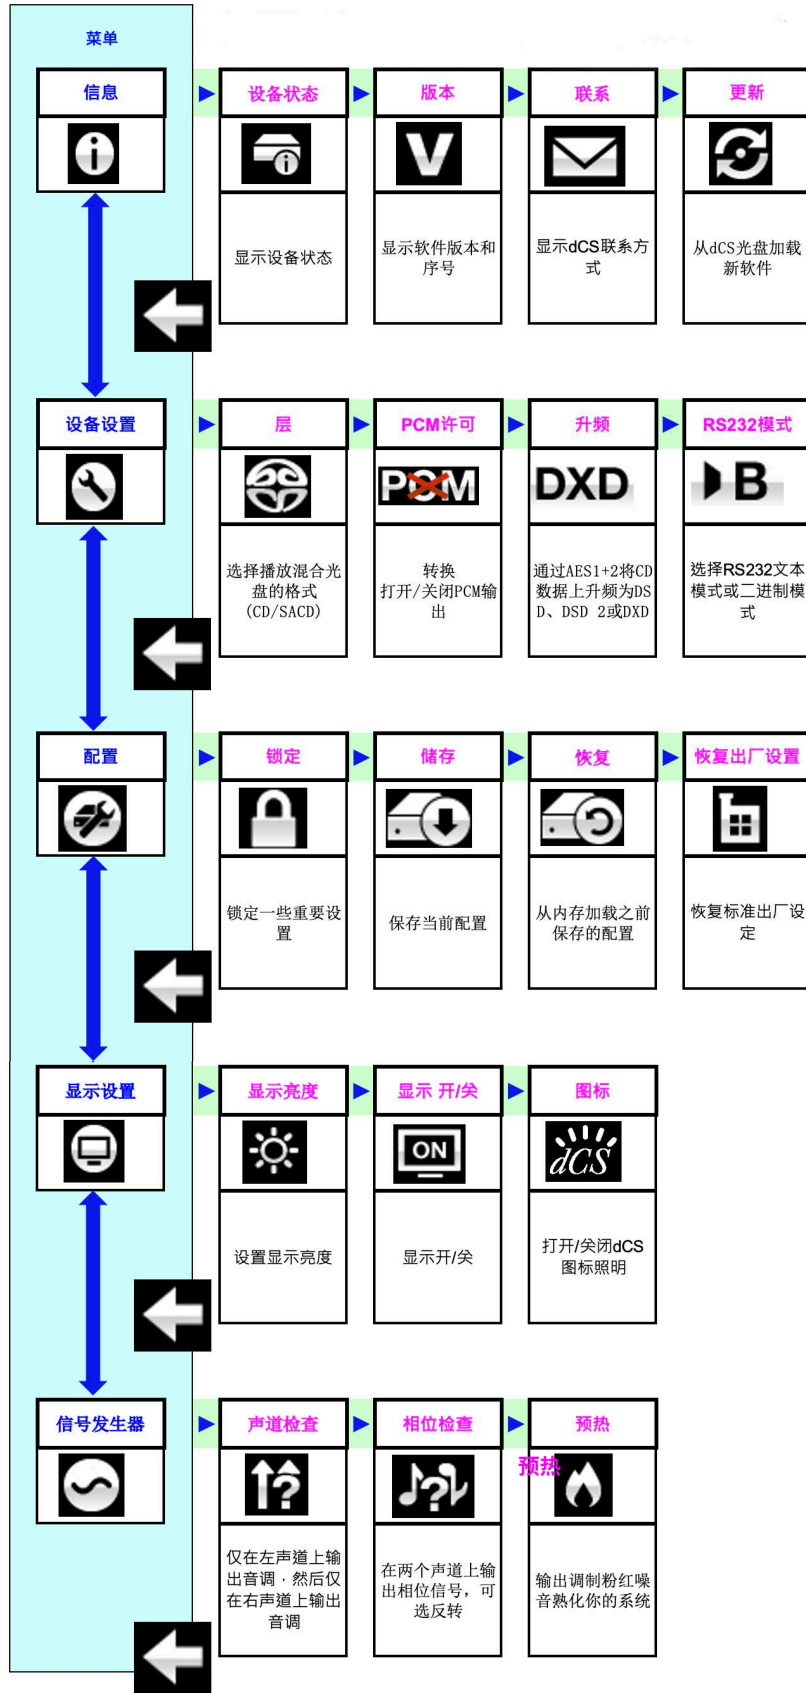 菜单
信息
设备状态
版本
联系
更新
V
显示设备状态
显示软件版本和
序号
显示dCS联系方
式
从dCS光盘加载
新软件
设备设置
层
PCM许可
升频
RS232模式
PCM
DXD
B
选择播放混合光
盘的格式
(CD/SACD)
转换
打开/关闭PCM输
出
通过AES1+2将CD
数据上升频为DS
D、DSD 2或DXD
选择RS232文本
模式或二进制模
式
配置
锁定
储存
恢复
恢复出厂设置
锁定一些重要设
置
保存当前配置
从内存加载之前
保存的配置
恢复标准出厂设
定
显示设置
显示亮度
显示 开/关
图标
ON
dCS
设置显示亮度
显示开/关
打开/关闭dCS
图标照明
信号发生器
声道检查
相位检查
预热
预热
?
?
仅在左声道上输
出音调，然后仅
在右声道上输出
音调
在两个声道上输
出相位信号，可
选反转
输出调制粉红噪
音熟化你的系统